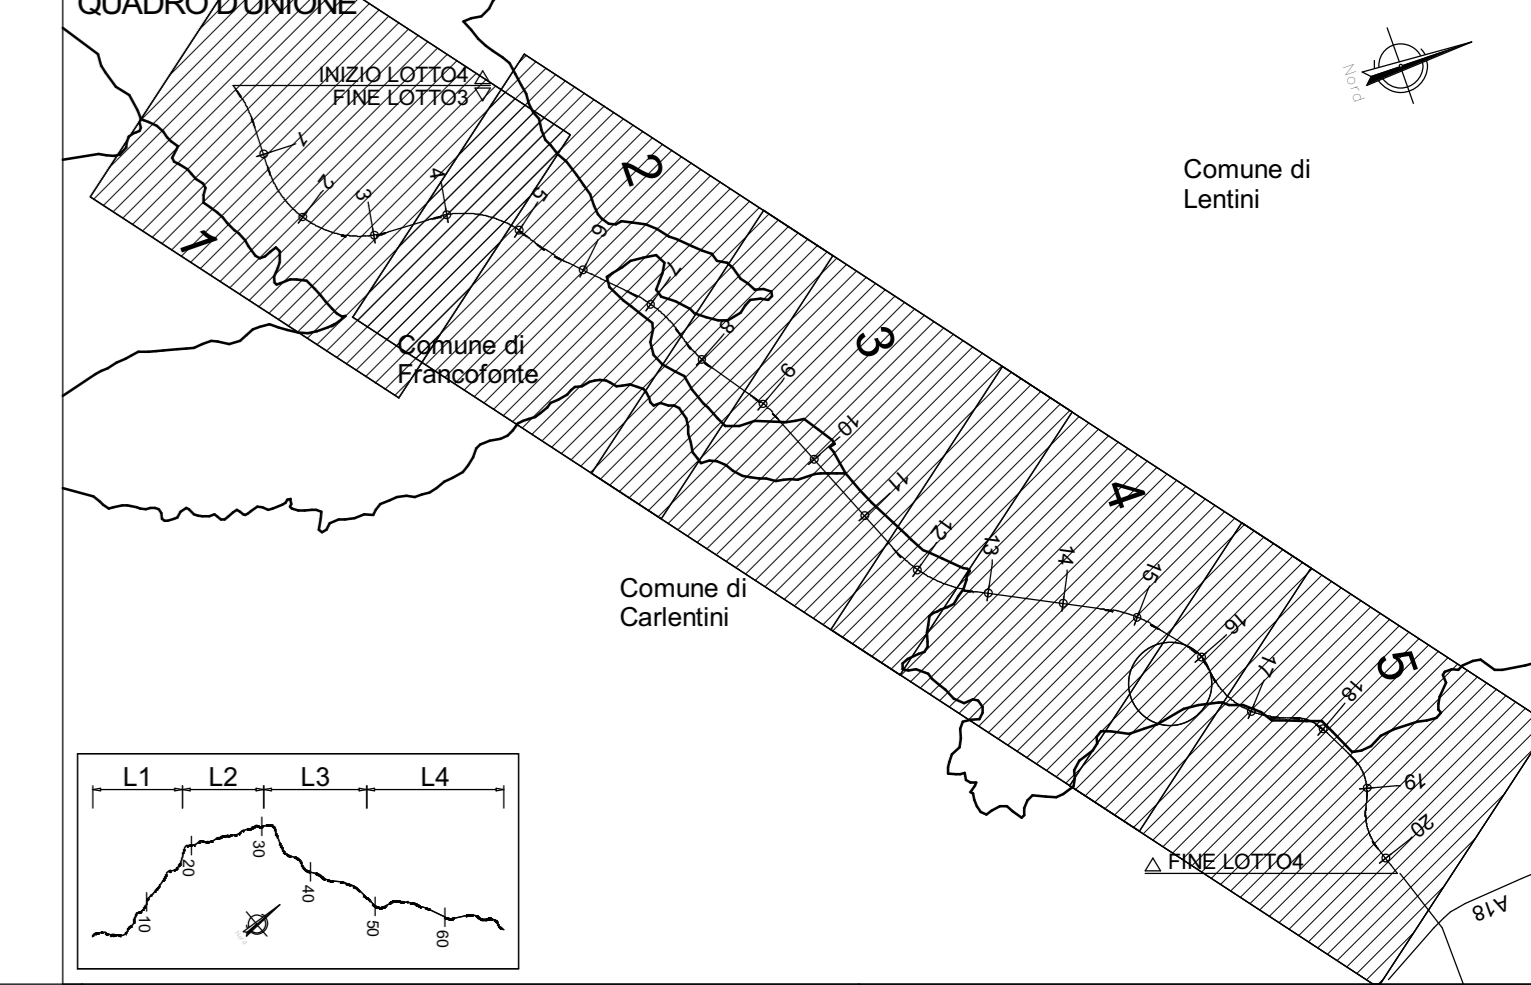 QUADRO D'UNIONE
INIZIO LOTTO4
FINE LOTTO3
Nord
Comune di
Lentini
1
2
3
4
5
6
7
8
9
10
11
12
13
14
15
16
17
18
19
20
1
2
3
4
5
Comune di
Francofonte
Comune di
Carlentini
FINE LOTTO4
A18
L1
L2
L3
L4
10
20
30
40
50
60